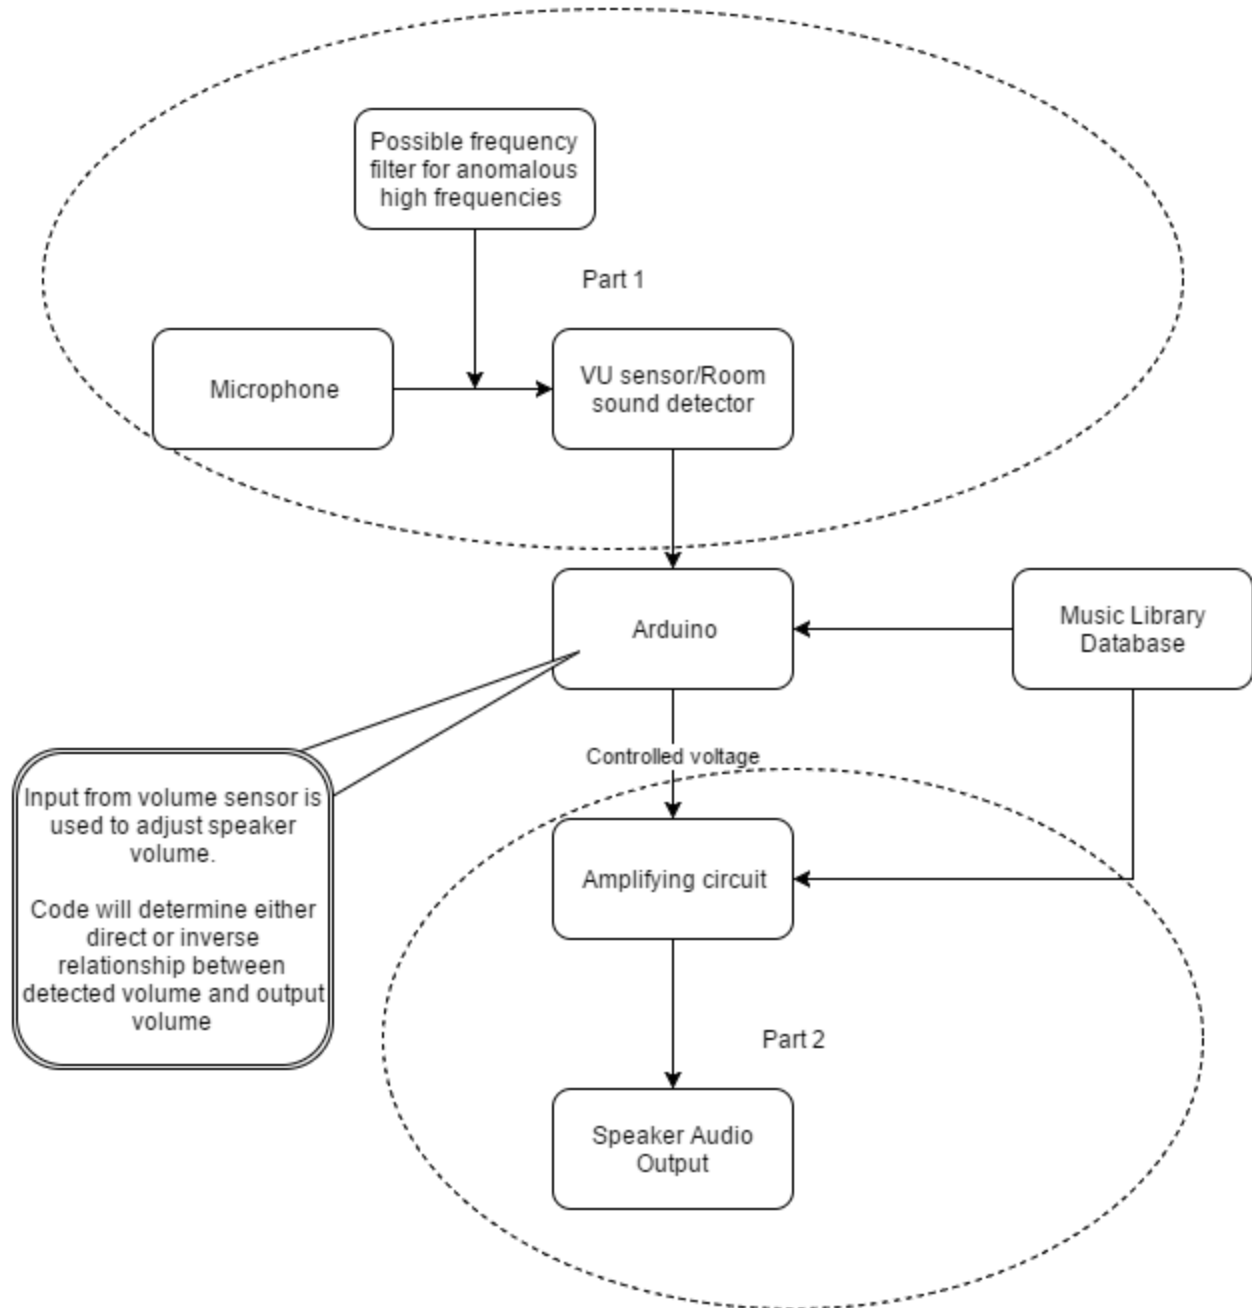 Possible frequency
filter for anomalous
high frequencies
Part 1
Microphone
VU sensor/Room
sound detector
Arduino
Music Library
Database
Controlled voltage
Input from volume sensor is
used to adjust speaker
volume.
Code will determine either
direct or inverse
relationship between
detected volume and output
volume
Amplifying circuit
Part 2
Speaker Audio
Output